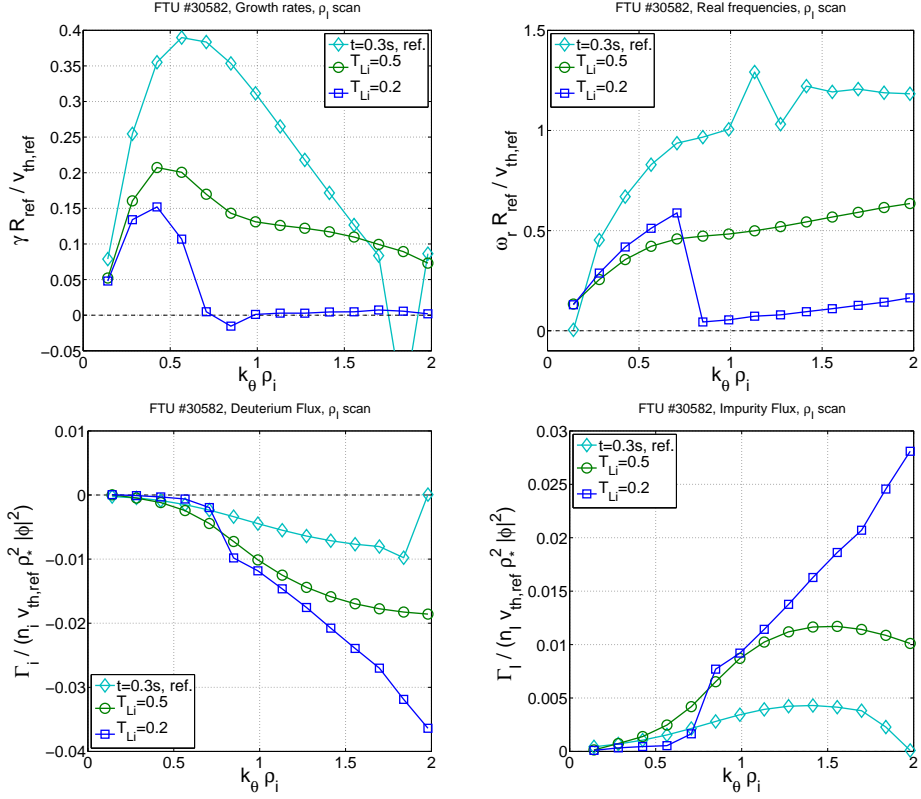 FTU #30582, Growth rates, ρ_I scan
0.4
0.35
0.3
0.25
0.2
0.15
0.1
0.05
0
−0.05
γ R_ref / v_th,ref
t=0.3s, ref.
T_Li=0.5
T_Li=0.2
0 0.5 1 1.5 2
k_θ ρ_i
FTU #30582, Real frequencies, ρ_I scan
1.5
1
0.5
0
ω_r R_ref / v_th,ref
t=0.3s, ref.
T_Li=0.5
T_Li=0.2
0 0.5 1 1.5 2
k_θ ρ_i
FTU #30582, Deuterium Flux, ρ_I scan
0.01
0
−0.01
−0.02
−0.03
−0.04
Γ_i / (n_i v_th,ref ρ_*^2 |ϕ|^2)
t=0.3s, ref.
T_Li=0.5
T_Li=0.2
0 0.5 1 1.5 2
k_θ ρ_i
FTU #30582, Impurity Flux, ρ_I scan
0.03
0.025
0.02
0.015
0.01
0.005
0
Γ_I / (n_I v_th,ref ρ_*^2 |ϕ|^2)
t=0.3s, ref.
T_Li=0.5
T_Li=0.2
0 0.5 1 1.5 2
k_θ ρ_i